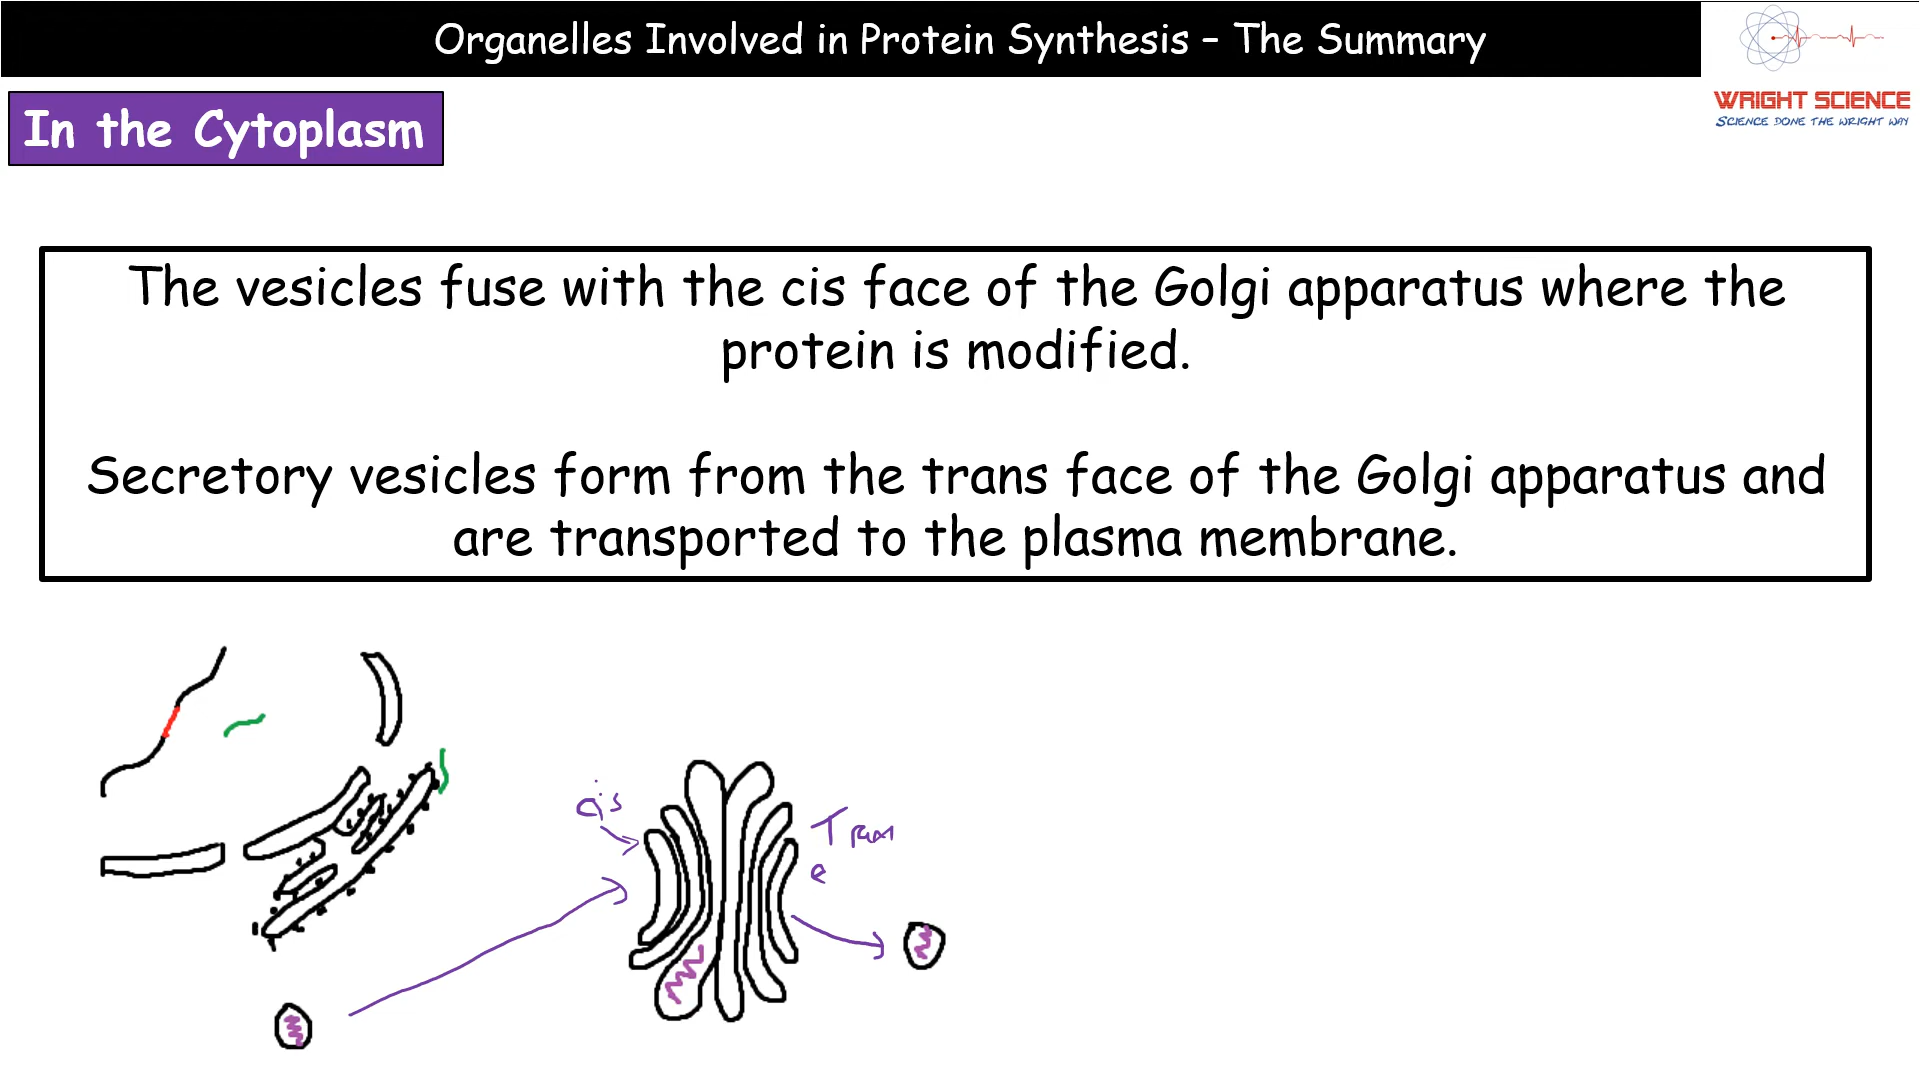 Organelles Involved in Protein Synthesis – The Summary
WRIGHT SCIENCE
SCIENCE DONE THE WRIGHT WAY
In the Cytoplasm
The vesicles fuse with the cis face of the Golgi apparatus where the
protein is modified.
Secretory vesicles form from the trans face of the Golgi apparatus and
are transported to the plasma membrane.
cis